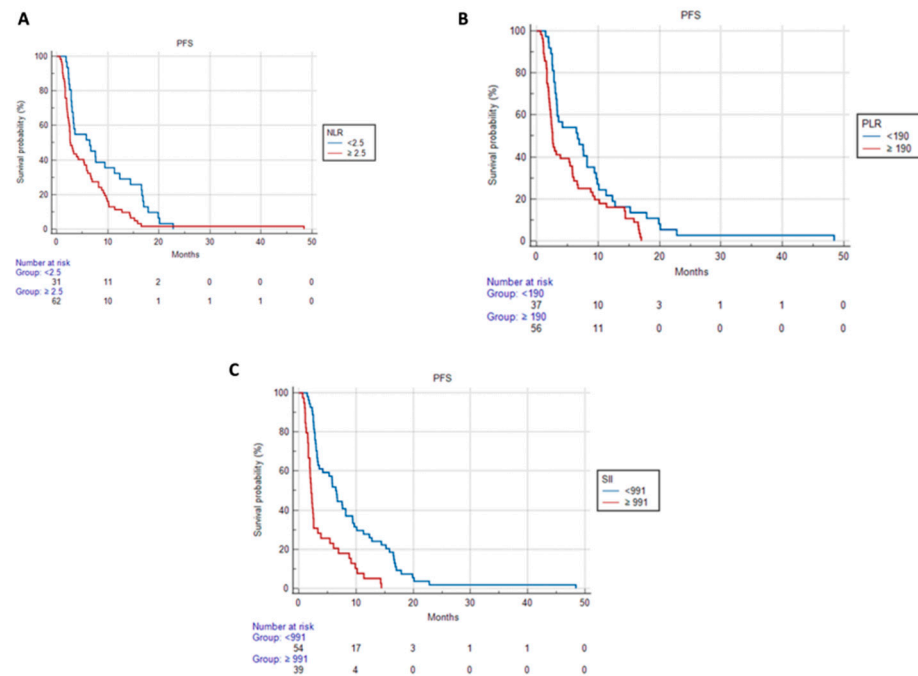 A
PFS
Survival probability (%)
100
80
60
40
20
0
0 10 20 30 40 50
Months
NLR
<2.5
≥ 2.5
Number at risk
Group: <2.5
31 11 2 0 0 0
Group: ≥ 2.5
62 10 1 1 1 0
B
PFS
Survival probability (%)
100
80
60
40
20
0
0 10 20 30 40 50
Months
PLR
<190
≥ 190
Number at risk
Group: <190
37 10 3 1 1 0
Group: ≥ 190
56 11 0 0 0 0
C
PFS
Survival probability (%)
100
80
60
40
20
0
0 10 20 30 40 50
Months
SII
<991
≥ 991
Number at risk
Group: <991
54 17 3 1 1 0
Group: ≥ 991
39 4 0 0 0 0